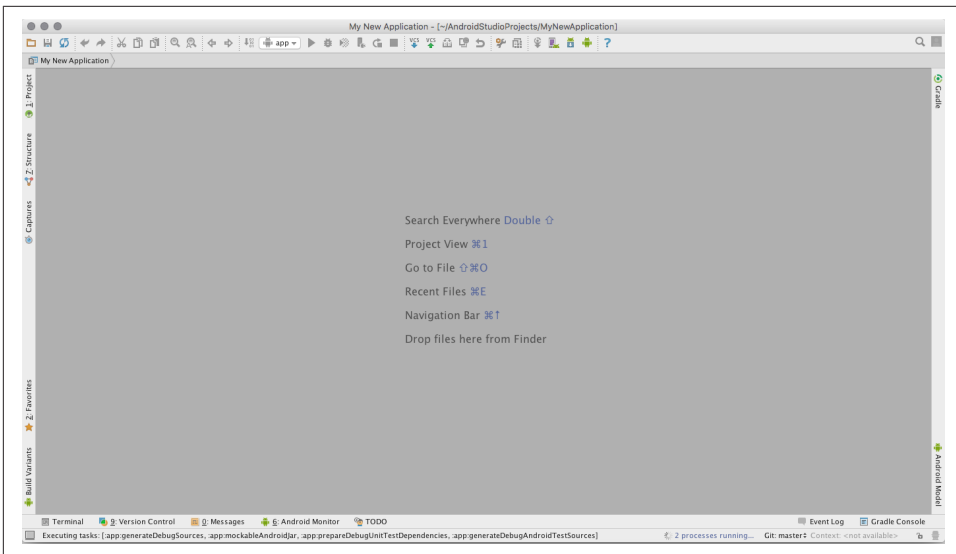 My New Application - [~/AndroidStudioProjects/MyNewApplication]
VCS VCS
app
?
My New Application
1: Project
7: Structure
Captures
2: Favorites
Build Variants
Gradle
Android Model
Search Everywhere Double ⇧
Project View ⌘1
Go to File ⇧⌘O
Recent Files ⌘E
Navigation Bar ⌘↑
Drop files here from Finder
Terminal 9: Version Control 0: Messages 6: Android Monitor TODO Event Log Gradle Console
Executing tasks: [:app:generateDebugSources, :app:mockableAndroidJar, :app:prepareDebugUnitTestDependencies, :app:generateDebugAndroidTestSources] 2 processes running... Git: master Context: <not available>